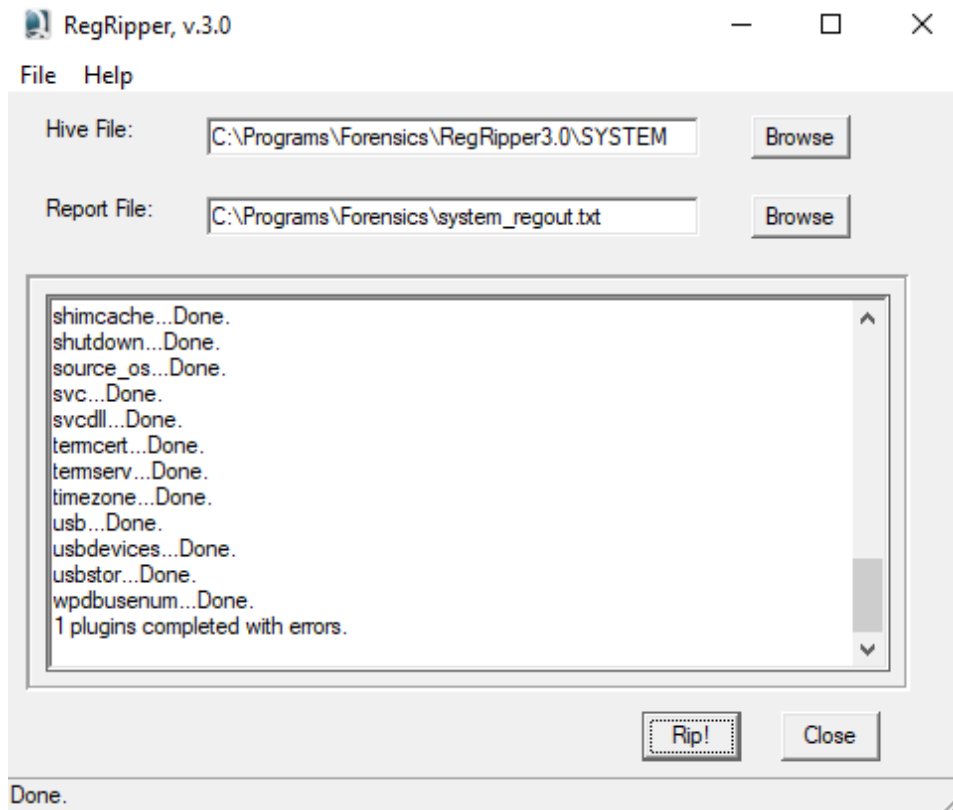 RegRipper, v.3.0
File Help
Hive File: C:\Programs\Forensics\RegRipper3.0\SYSTEM Browse
Report File: C:\Programs\Forensics\system_regout.txt Browse
shimcache...Done.
shutdown...Done.
source_os...Done.
svc...Done.
svcdll...Done.
termcert...Done.
termserv...Done.
timezone...Done.
usb...Done.
usbdevices...Done.
usbstor...Done.
wpdbusenum...Done.
1 plugins completed with errors.
Rip! Close
Done.